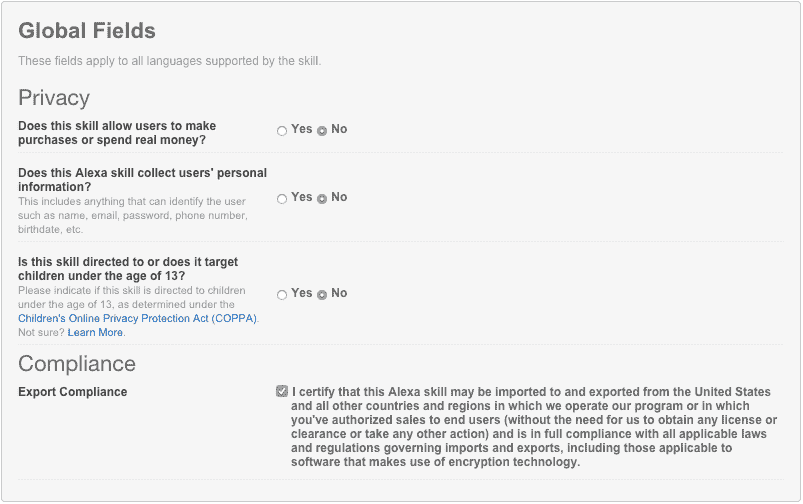 Global Fields
These fields apply to all languages supported by the skill.
Privacy
Does this skill allow users to make
purchases or spend real money?
Yes No
Does this Alexa skill collect users' personal
information?
This includes anything that can identify the user
such as name, email, password, phone number,
birthdate, etc.
Yes No
Is this skill directed to or does it target
children under the age of 13?
Please indicate if this skill is directed to children
under the age of 13, as determined under the
Children's Online Privacy Protection Act (COPPA).
Not sure? Learn More.
Yes No
Compliance
Export Compliance
I certify that this Alexa skill may be imported to and exported from the United States
and all other countries and regions in which we operate our program or in which
you've authorized sales to end users (without the need for us to obtain any license or
clearance or take any other action) and is in full compliance with all applicable laws
and regulations governing imports and exports, including those applicable to
software that makes use of encryption technology.